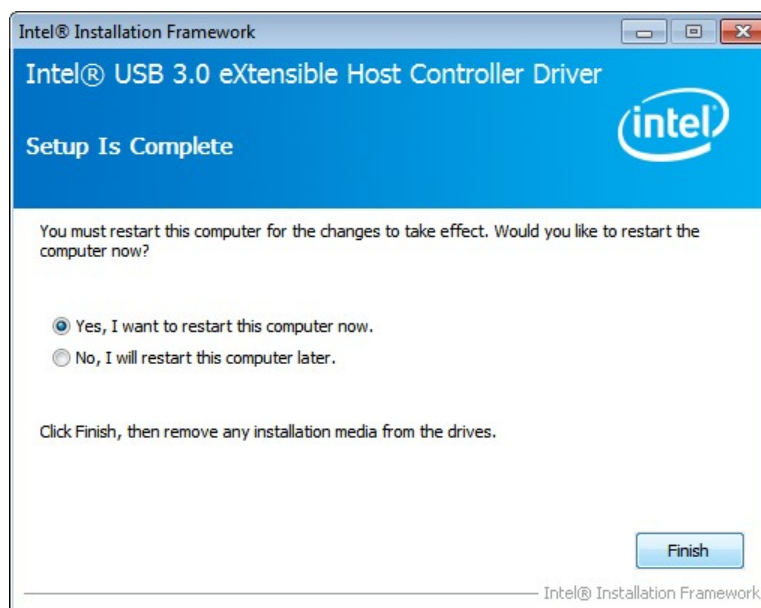 Intel® Installation Framework
Intel® USB 3.0 eXtensible Host Controller Driver
intel®
Setup Is Complete
You must restart this computer for the changes to take effect. Would you like to restart the
computer now?
Yes, I want to restart this computer now.
No, I will restart this computer later.
Click Finish, then remove any installation media from the drives.
Finish
Intel® Installation Framework